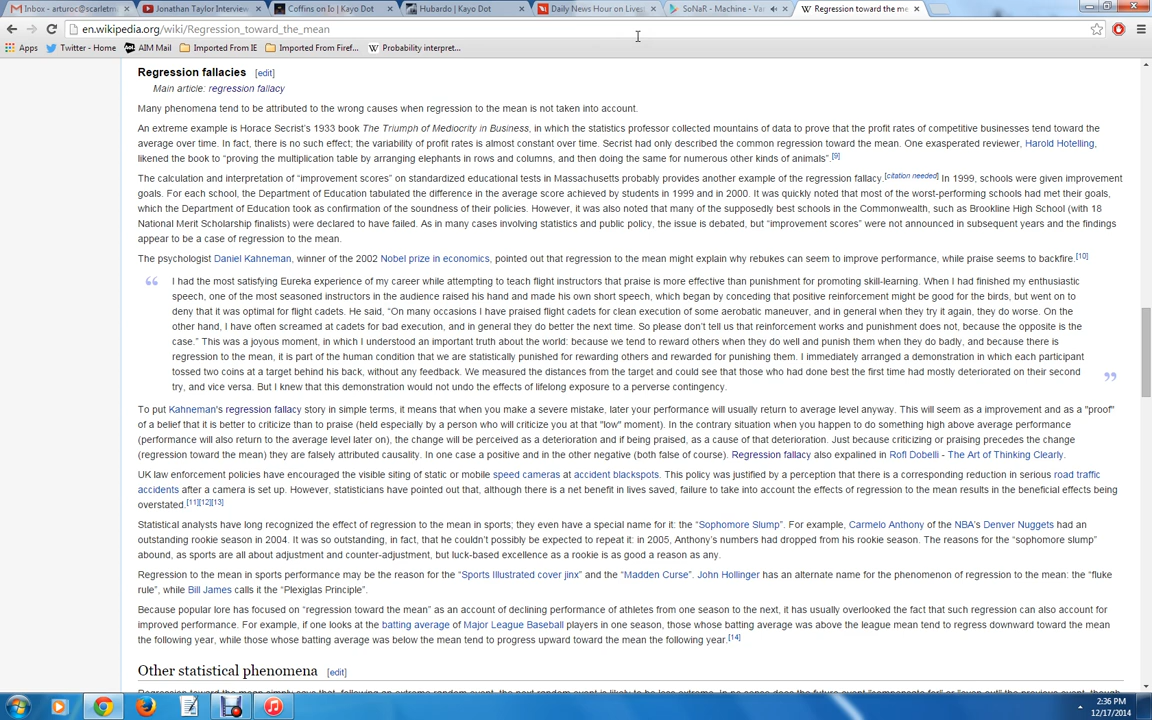 Inbox - arturoc@scarletm
Jonathan Taylor Interview
Coffins on Io | Kayo Dot
Hubardo | Kayo Dot
Daily News Hour on Lives
SoNaR - Machine - Va
Regression toward the me
en.wikipedia.org/wiki/Regression_toward_the_mean
Apps Twitter - Home AIM Mail Imported From IE Imported From Firef... Probability interpret...
Regression fallacies [edit]
Main article: regression fallacy
Many phenomena tend to be attributed to the wrong causes when regression to the mean is not taken into account.
An extreme example is Horace Secrist's 1933 book The Triumph of Mediocrity in Business, in which the statistics professor collected mountains of data to prove that the profit rates of competitive businesses tend toward the
average over time. In fact, there is no such effect; the variability of profit rates is almost constant over time. Secrist had only described the common regression toward the mean. One exasperated reviewer, Harold Hotelling,
likened the book to “proving the multiplication table by arranging elephants in rows and columns, and then doing the same for numerous other kinds of animals”.[9]
The calculation and interpretation of “improvement scores” on standardized educational tests in Massachusetts probably provides another example of the regression fallacy.[citation needed] In 1999, schools were given improvement
goals. For each school, the Department of Education tabulated the difference in the average score achieved by students in 1999 and in 2000. It was quickly noted that most of the worst-performing schools had met their goals,
which the Department of Education took as confirmation of the soundness of their policies. However, it was also noted that many of the supposedly best schools in the Commonwealth, such as Brookline High School (with 18
National Merit Scholarship finalists) were declared to have failed. As in many cases involving statistics and public policy, the issue is debated, but “improvement scores” were not announced in subsequent years and the findings
appear to be a case of regression to the mean.
The psychologist Daniel Kahneman, winner of the 2002 Nobel prize in economics, pointed out that regression to the mean might explain why rebukes can seem to improve performance, while praise seems to backfire.[10]
“ I had the most satisfying Eureka experience of my career while attempting to teach flight instructors that praise is more effective than punishment for promoting skill-learning. When I had finished my enthusiastic
speech, one of the most seasoned instructors in the audience raised his hand and made his own short speech, which began by conceding that positive reinforcement might be good for the birds, but went on to
deny that it was optimal for flight cadets. He said, “On many occasions I have praised flight cadets for clean execution of some aerobatic maneuver, and in general when they try it again, they do worse. On the
other hand, I have often screamed at cadets for bad execution, and in general they do better the next time. So please don't tell us that reinforcement works and punishment does not, because the opposite is the
case.” This was a joyous moment, in which I understood an important truth about the world: because we tend to reward others when they do well and punish them when they do badly, and because there is
regression to the mean, it is part of the human condition that we are statistically punished for rewarding others and rewarded for punishing them. I immediately arranged a demonstration in which each participant
tossed two coins at a target behind his back, without any feedback. We measured the distances from the target and could see that those who had done best the first time had mostly deteriorated on their second
try, and vice versa. But I knew that this demonstration would not undo the effects of lifelong exposure to a perverse contingency. ”
To put Kahneman's regression fallacy story in simple terms, it means that when you make a severe mistake, later your performance will usually return to average level anyway. This will seem as a improvement and as a "proof"
of a belief that it is better to criticize than to praise (held especially by a person who will criticize you at that "low" moment). In the contrary situation when you happen to do something high above average performance
(performance will also return to the average level later on), the change will be perceived as a deterioration and if being praised, as a cause of that deterioration. Just because criticizing or praising precedes the change
(regression toward the mean) they are falsely attributed causality. In one case a positive and in the other negative (both false of course). Regression fallacy also expalined in Rofl Dobelli - The Art of Thinking Clearly.
UK law enforcement policies have encouraged the visible siting of static or mobile speed cameras at accident blackspots. This policy was justified by a perception that there is a corresponding reduction in serious road traffic
accidents after a camera is set up. However, statisticians have pointed out that, although there is a net benefit in lives saved, failure to take into account the effects of regression to the mean results in the beneficial effects being
overstated.[11][12][13]
Statistical analysts have long recognized the effect of regression to the mean in sports; they even have a special name for it: the “Sophomore Slump”. For example, Carmelo Anthony of the NBA's Denver Nuggets had an
outstanding rookie season in 2004. It was so outstanding, in fact, that he couldn't possibly be expected to repeat it: in 2005, Anthony's numbers had dropped from his rookie season. The reasons for the “sophomore slump”
abound, as sports are all about adjustment and counter-adjustment, but luck-based excellence as a rookie is as good a reason as any.
Regression to the mean in sports performance may be the reason for the “Sports Illustrated cover jinx” and the “Madden Curse”. John Hollinger has an alternate name for the phenomenon of regression to the mean: the “fluke
rule”, while Bill James calls it the “Plexiglas Principle”.
Because popular lore has focused on “regression toward the mean” as an account of declining performance of athletes from one season to the next, it has usually overlooked the fact that such regression can also account for
improved performance. For example, if one looks at the batting average of Major League Baseball players in one season, those whose batting average was above the league mean tend to regress downward toward the mean
the following year, while those whose batting average was below the mean tend to progress upward toward the mean the following year.[14]
Other statistical phenomena [edit]
2:36 PM
12/17/2014